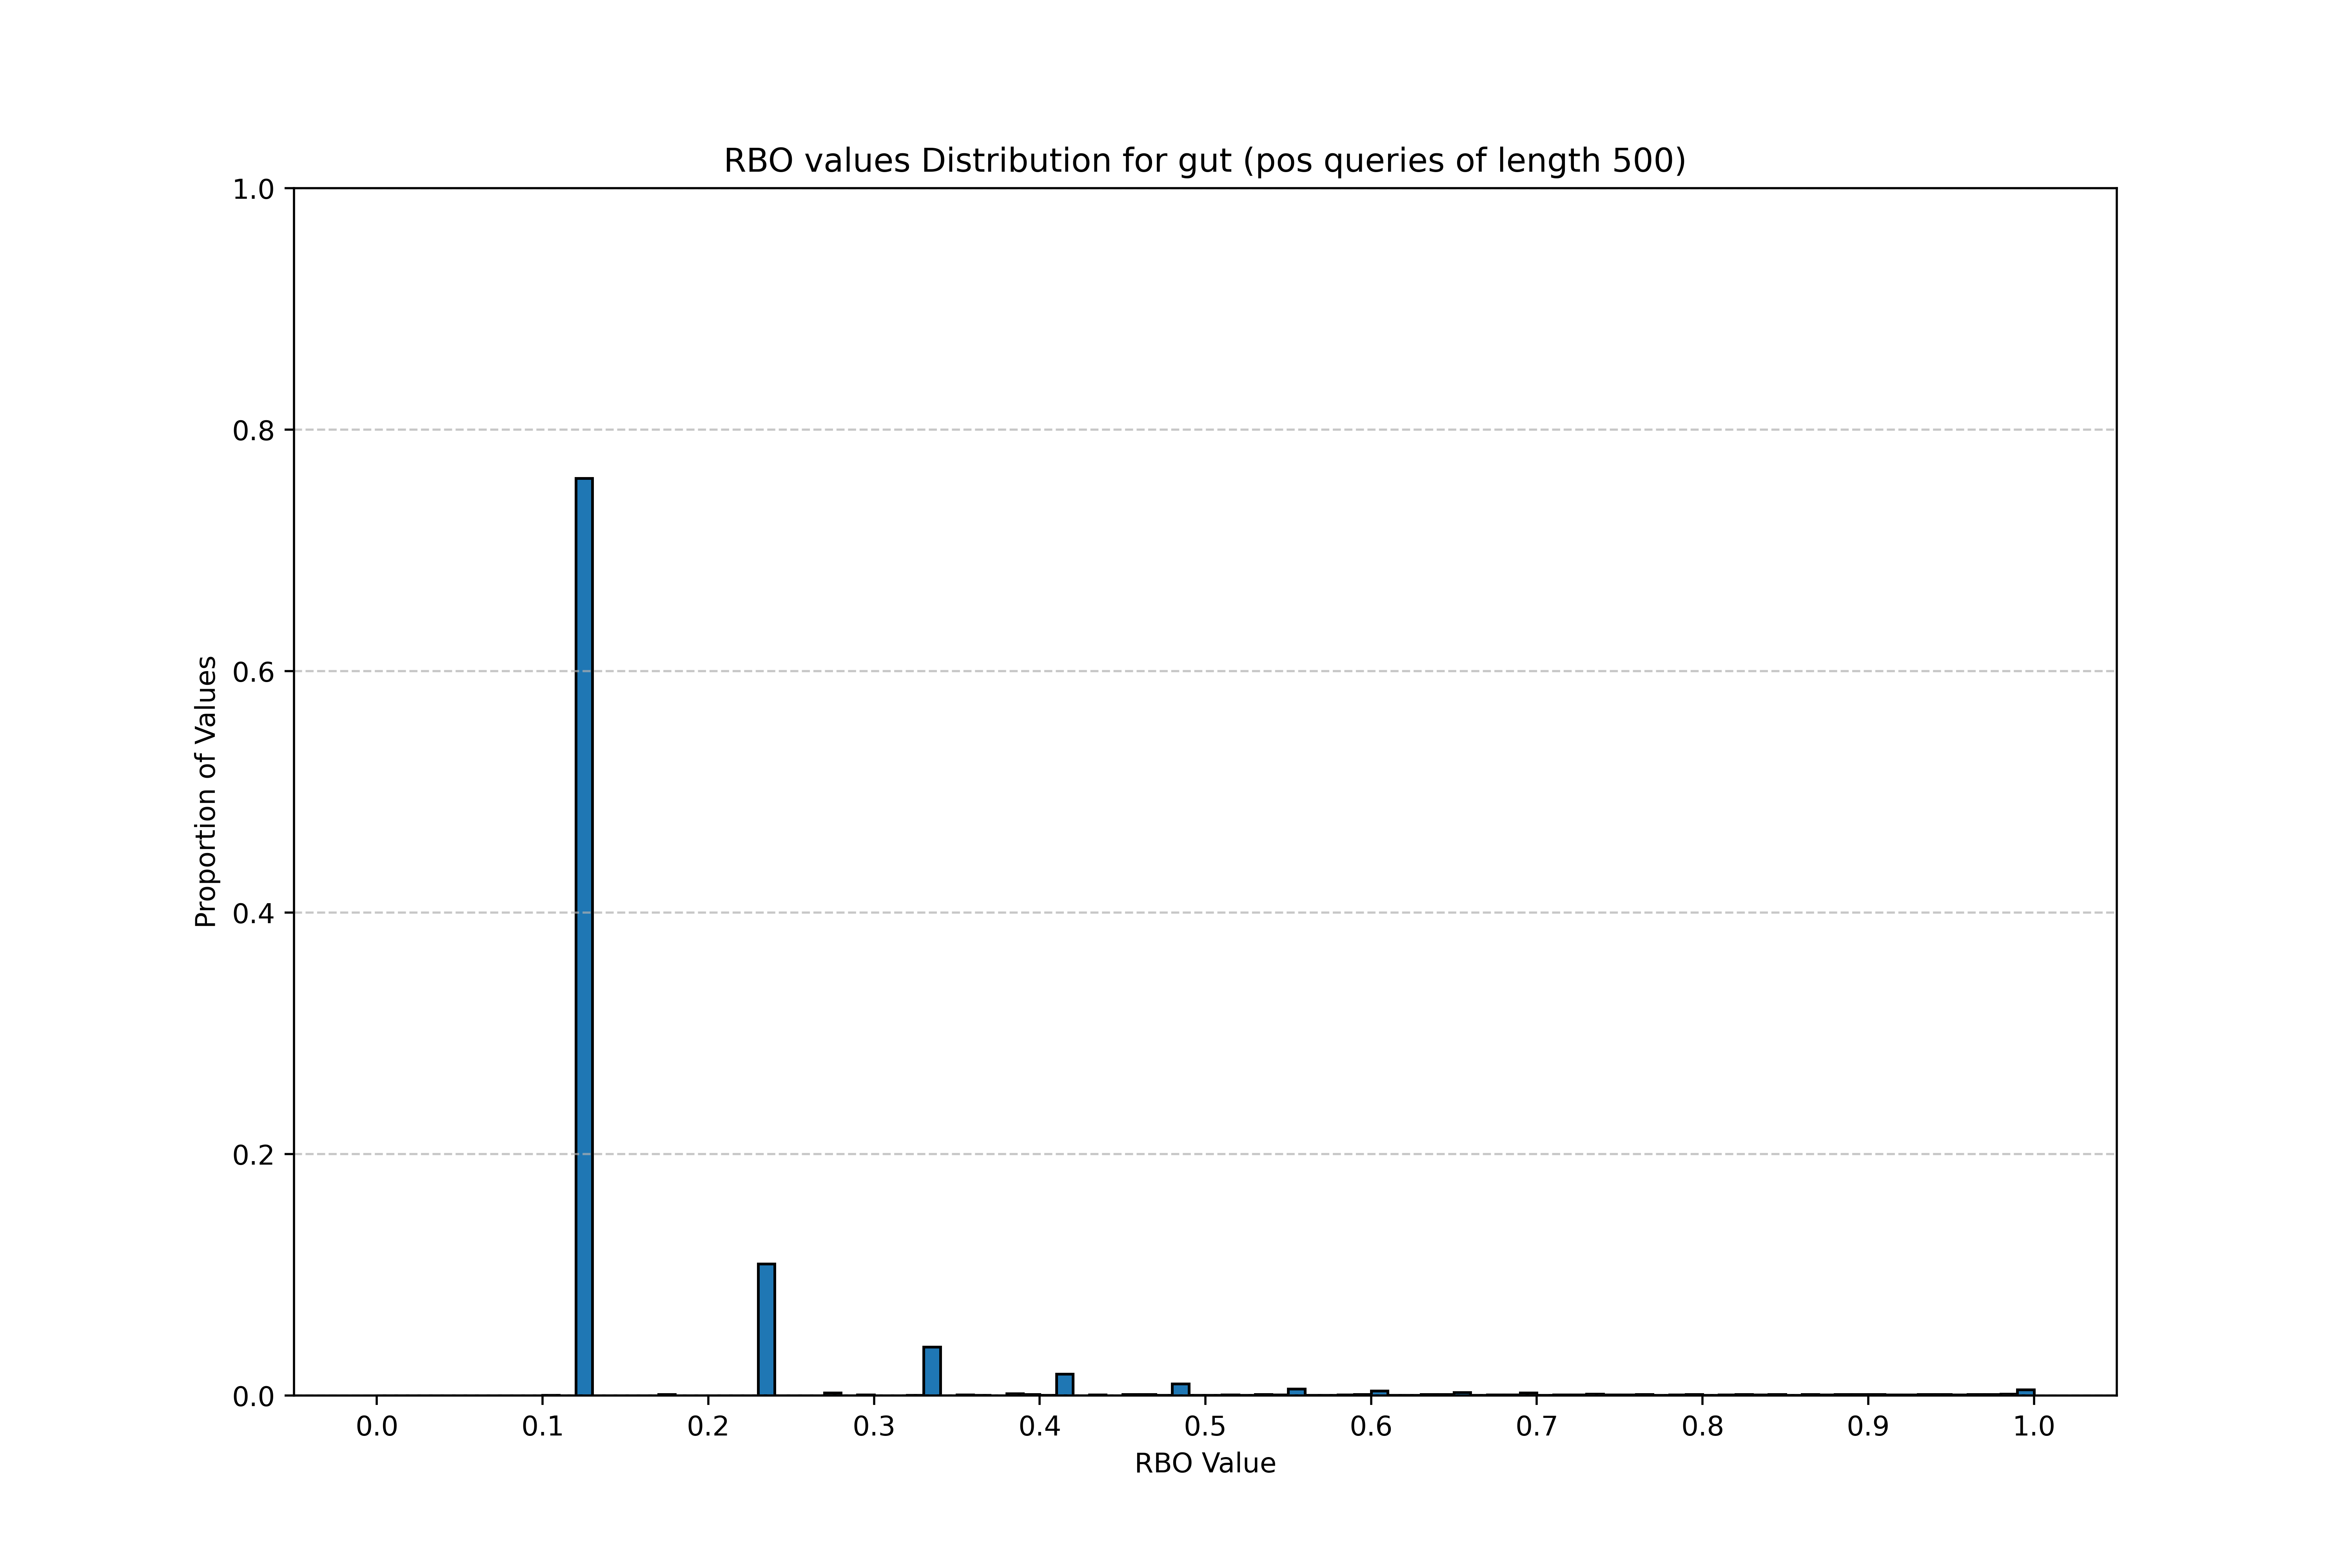 RBO values Distribution for gut (pos queries of length 500)
1.0
0.8
0.6
0.4
0.2
0.0
Proportion of Values
0.0 0.1 0.2 0.3 0.4 0.5 0.6 0.7 0.8 0.9 1.0
RBO Value